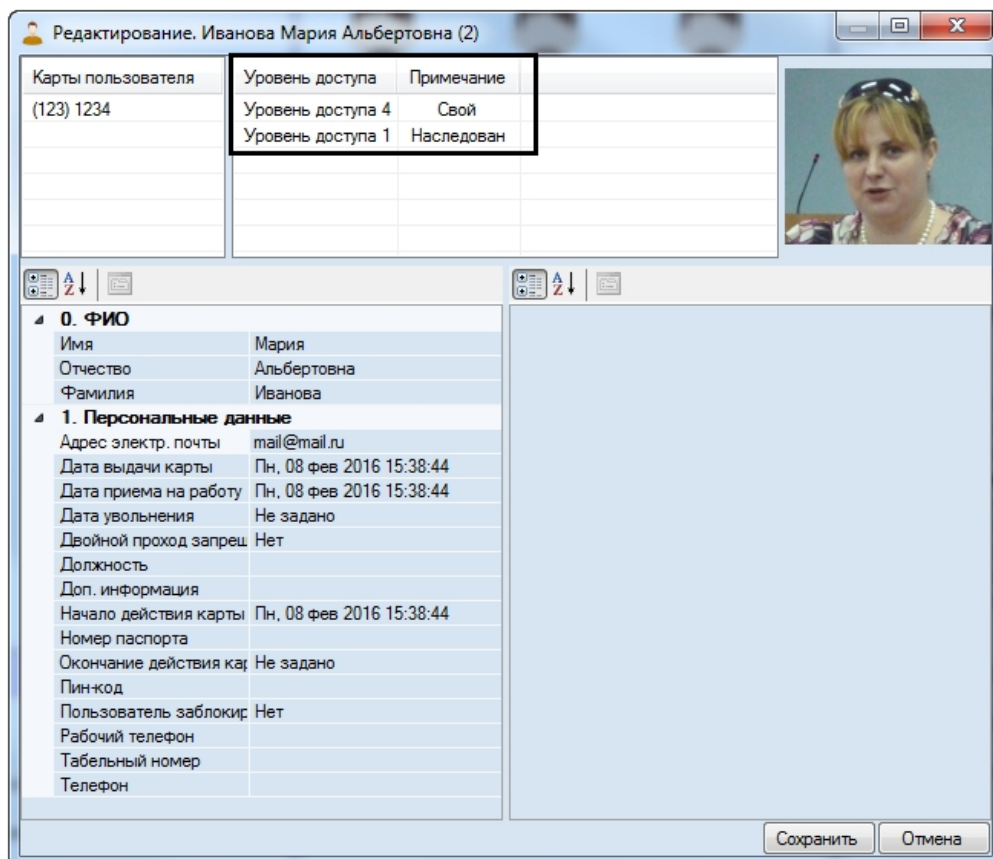 Редактирование. Иванова Мария Альбертовна (2)
Карты пользователя Уровень доступа Примечание
(123) 1234 Уровень доступа 4 Свой
Уровень доступа 1 Наследован
0. ФИО
Имя Мария
Отчество Альбертовна
Фамилия Иванова
1. Персональные данные
Адрес электр. почты mail@mail.ru
Дата выдачи карты Пн, 08 фев 2016 15:38:44
Дата приема на работу Пн, 08 фев 2016 15:38:44
Дата увольнения Не задано
Двойной проход запрещ Нет
Должность
Доп. информация
Начало действия карты Пн, 08 фев 2016 15:38:44
Номер паспорта
Окончание действия кар Не задано
Пин-код
Пользователь заблокир Нет
Рабочий телефон
Табельный номер
Телефон
Сохранить Отмена